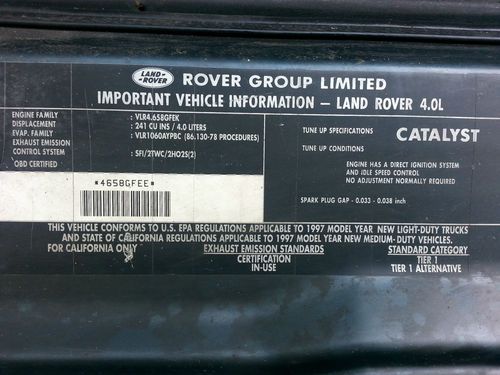 LAND-
-ROVER
ROVER GROUP LIMITED
IMPORTANT VEHICLE INFORMATION – LAND ROVER 4.0L
ENGINE FAMILY : VLR4.658GFEK
DISPLACEMENT : 241 CU INS / 4.0 LITERS
EVAP. FAMILY : VLR1060AYPBC (86.130-78 PROCEDURES)
EXHAUST EMISSION
CONTROL SYSTEM : SFI/2TWC/2HO2S(2)
OBD CERTIFIED
*4658GFEE*
TUNE UP SPECIFICATIONS CATALYST
TUNE UP CONDITIONS : ENGINE HAS A DIRECT IGNITION SYSTEM
AND IDLE SPEED CONTROL
NO ADJUSTMENT NORMALLY REQUIRED
SPARK PLUG GAP - 0.033 - 0.038 inch
THIS VEHICLE CONFORMS TO U.S. EPA REGULATIONS APPLICABLE TO 1997 MODEL YEAR NEW LIGHT-DUTY TRUCKS
AND STATE OF CALIFORNIA REGULATIONS APPLICABLE TO 1997 MODEL YEAR NEW MEDIUM-DUTY VEHICLES.
FOR CALIFORNIA ONLY EXHAUST EMISSION STANDARDS STANDARD CATEGORY
CERTIFICATION TIER 1
IN-USE TIER 1 ALTERNATIVE